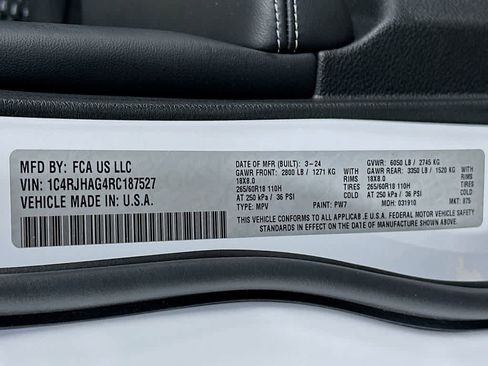 MFD BY: FCA US LLC
VIN: 1C4RJHAG4RC187527
VEHICLE MADE IN: U.S.A.
DATE OF MFR (BUILT): 3-24
GAWR FRONT: 2800 LB / 1271 KG WITH
18X8.0 RIMS
265/60R18 110H TIRES
AT 250 kPa / 36 PSI COLD
TYPE: MPV PAINT: PW7
GVWR: 6050 LB / 2745 KG
GAWR REAR: 3350 LB / 1520 KG WITH
18X8.0 RIMS
265/60R18 110H TIRES
AT 250 kPa / 36 PSI COLD
MDH: 031910 MKT: 875
THIS VEHICLE CONFORMS TO ALL APPLICABLE U.S.A. FEDERAL MOTOR VEHICLE SAFETY
STANDARDS IN EFFECT ON THE DATE OF MANUFACTURE SHOWN ABOVE.